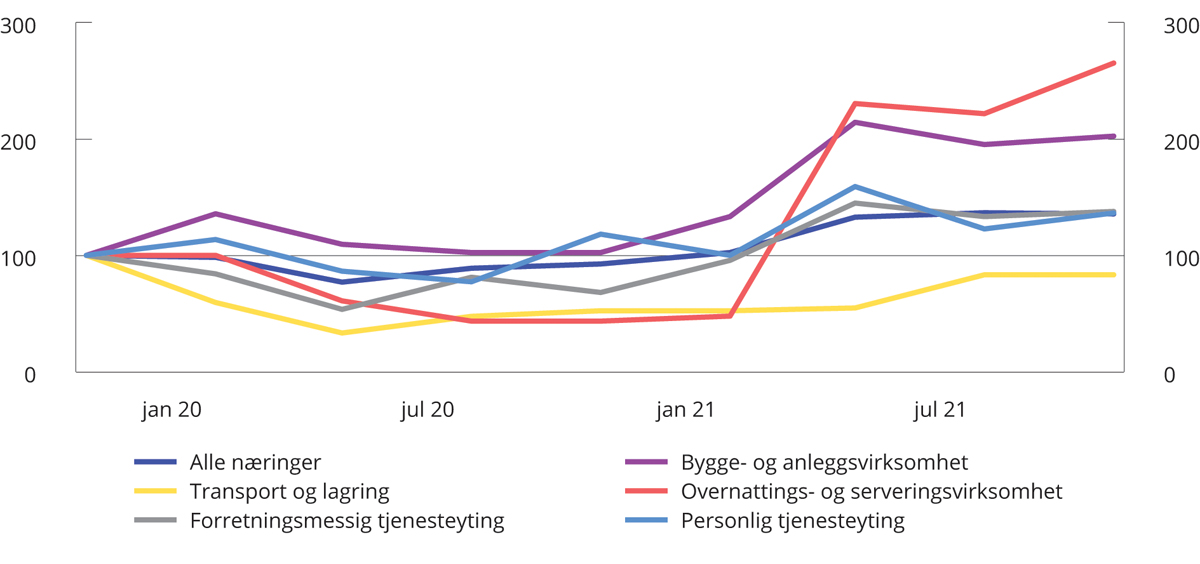 300 300
200 200
100 100
0 0
jan 20 jul 20 jan 21 jul 21
Alle næringer Bygge- og anleggsvirksomhet
Transport og lagring Overnattings- og serveringsvirksomhet
Forretningsmessig tjenesteyting Personlig tjenesteyting